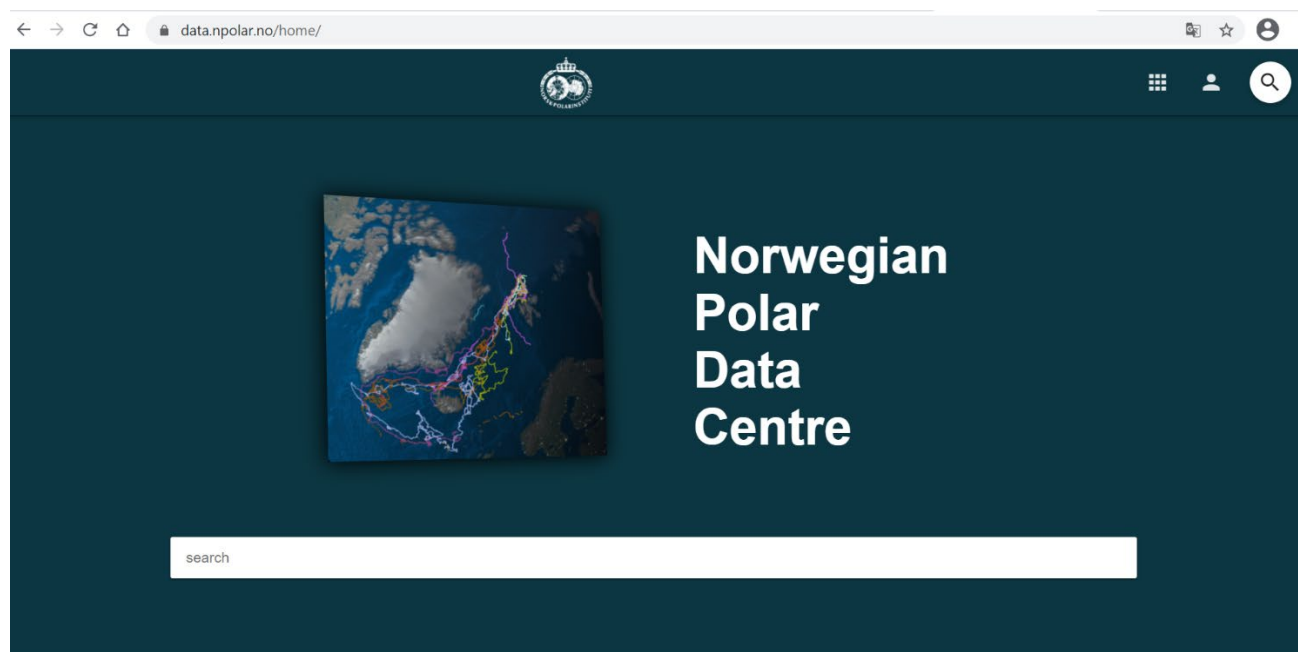 data.npolar.no/home/
Norwegian
Polar
Data
Centre
search